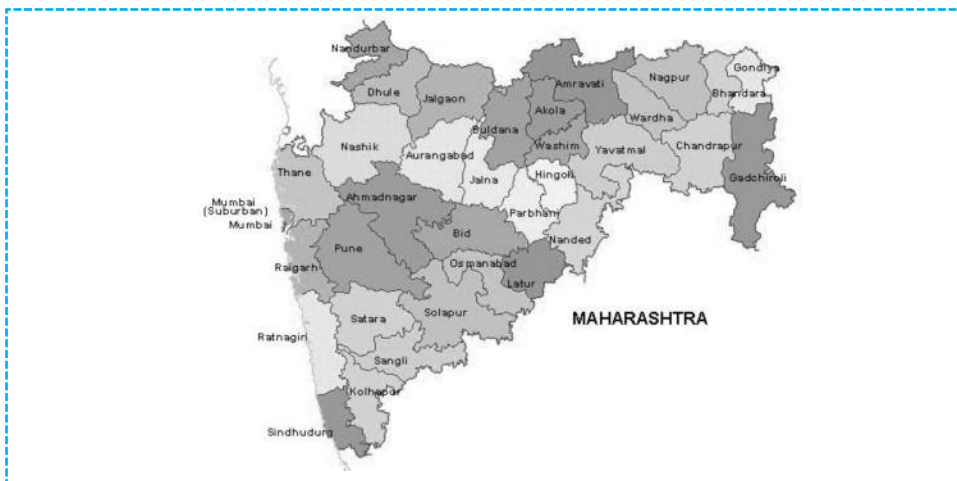 Nandurbar
Gondiya
Dhule
Jalgaon
Amravati
Nagpur
Bhandara
Buldana
Akola
Wardha
Nashik
Aurangabad
Washim
Yavatmal
Chandrapur
Thane
Jalna
Hingoli
Gadchiroli
Ahmadnagar
Mumbai
(Suburban)
Mumbai
Parbhani
Bid
Nanded
Pune
Raigarh
Osmanabad
Latur
Satara
Solapur
MAHARASHTRA
Ratnagiri
Sangli
Kolhapur
Sindhudurg